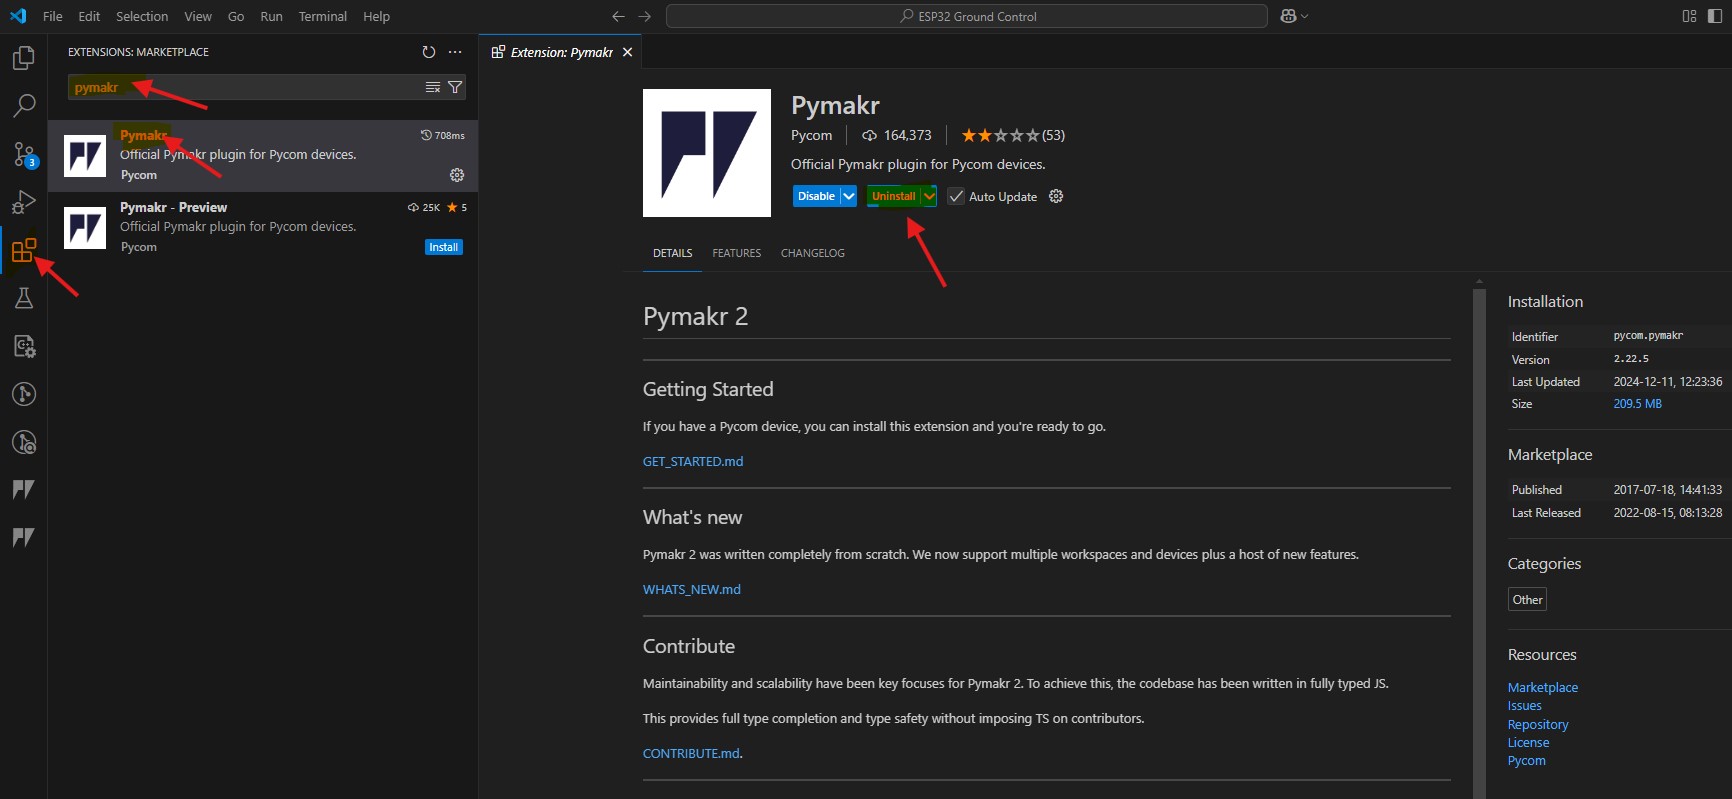 File Edit Selection View Go Run Terminal Help
ESP32 Ground Control
EXTENSIONS: MARKETPLACE
pymakr
Pymakr
708ms
Official Pymakr plugin for Pycom devices.
Pycom
Pymakr - Preview
25K ★ 5
Official Pymakr plugin for Pycom devices.
Pycom
Install
3
Extension: Pymakr
Pymakr
Pycom 164,373 (53)
Official Pymakr plugin for Pycom devices.
Disable Uninstall Auto Update
DETAILS FEATURES CHANGELOG
Pymakr 2
Getting Started
If you have a Pycom device, you can install this extension and you're ready to go.
GET_STARTED.md
What's new
Pymakr 2 was written completely from scratch. We now support multiple workspaces and devices plus a host of new features.
WHATS_NEW.md
Contribute
Maintainability and scalability have been key focuses for Pymakr 2. To achieve this, the codebase has been written in fully typed JS.
This provides full type completion and type safety without imposing TS on contributors.
CONTRIBUTE.md.
Installation
Identifier pycom.pymakr
Version 2.22.5
Last Updated 2024-12-11, 12:23:36
Size 209.5 MB
Marketplace
Published 2017-07-18, 14:41:33
Last Released 2022-08-15, 08:13:28
Categories
Other
Resources
Marketplace
Issues
Repository
License
Pycom